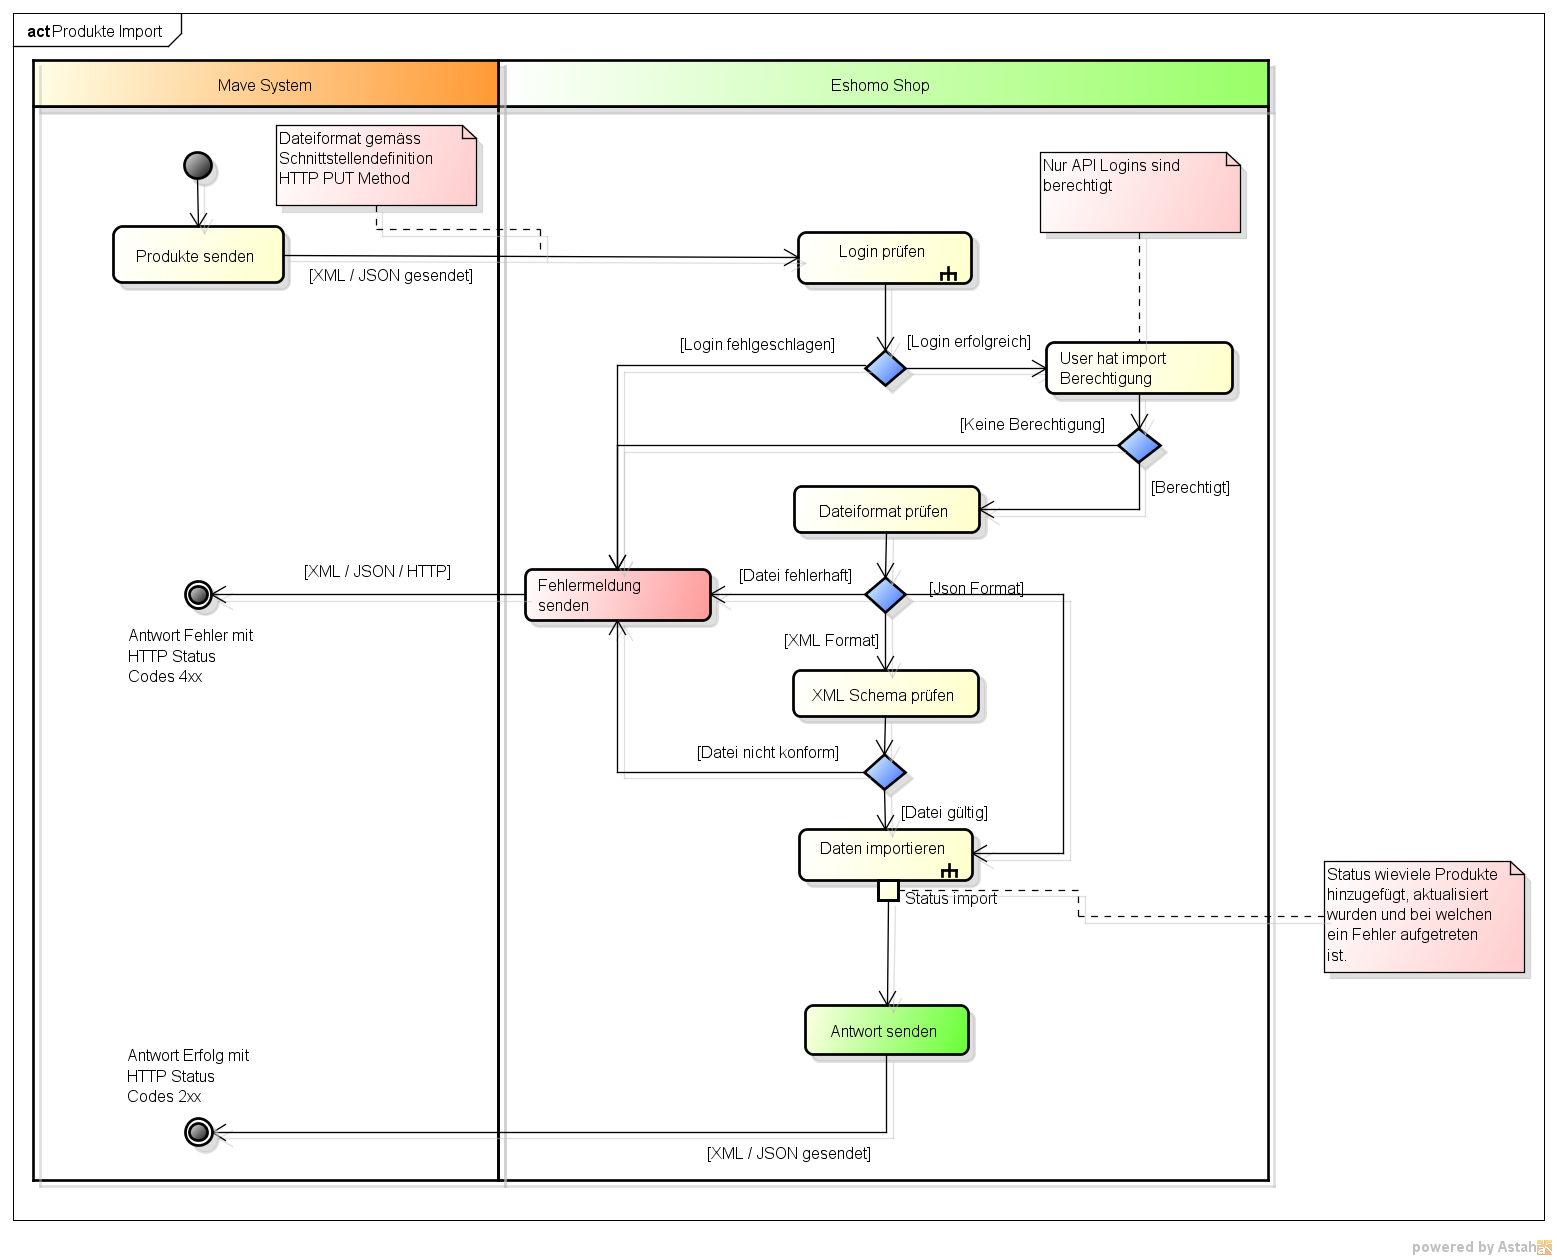 act Produkte Import
Mave System
Eshomo Shop
Dateiformat gemäss
Schnittstellendefinition
HTTP PUT Method
Nur API Logins sind
berechtigt
Produkte senden
[XML / JSON gesendet]
Login prüfen
[Login fehlgeschlagen]
[Login erfolgreich]
User hat import
Berechtigung
[Keine Berechtigung]
[Berechtigt]
Dateiformat prüfen
[XML / JSON / HTTP]
Fehlermeldung
senden
[Datei fehlerhaft]
[Json Format]
Antwort Fehler mit
HTTP Status
Codes 4xx
[XML Format]
XML Schema prüfen
[Datei nicht konform]
[Datei gültig]
Daten importieren
Status import
Status wieviele Produkte
hinzugefügt, aktualisiert
wurden und bei welchen
ein Fehler aufgetreten
ist.
Antwort senden
Antwort Erfolg mit
HTTP Status
Codes 2xx
[XML / JSON gesendet]
powered by Astah